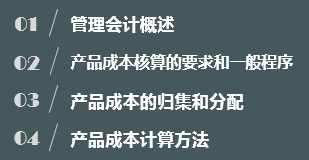 01 / 管理会计概述
02 / 产品成本核算的要求和一般程序
03 / 产品成本的归集和分配
04 / 产品成本计算方法